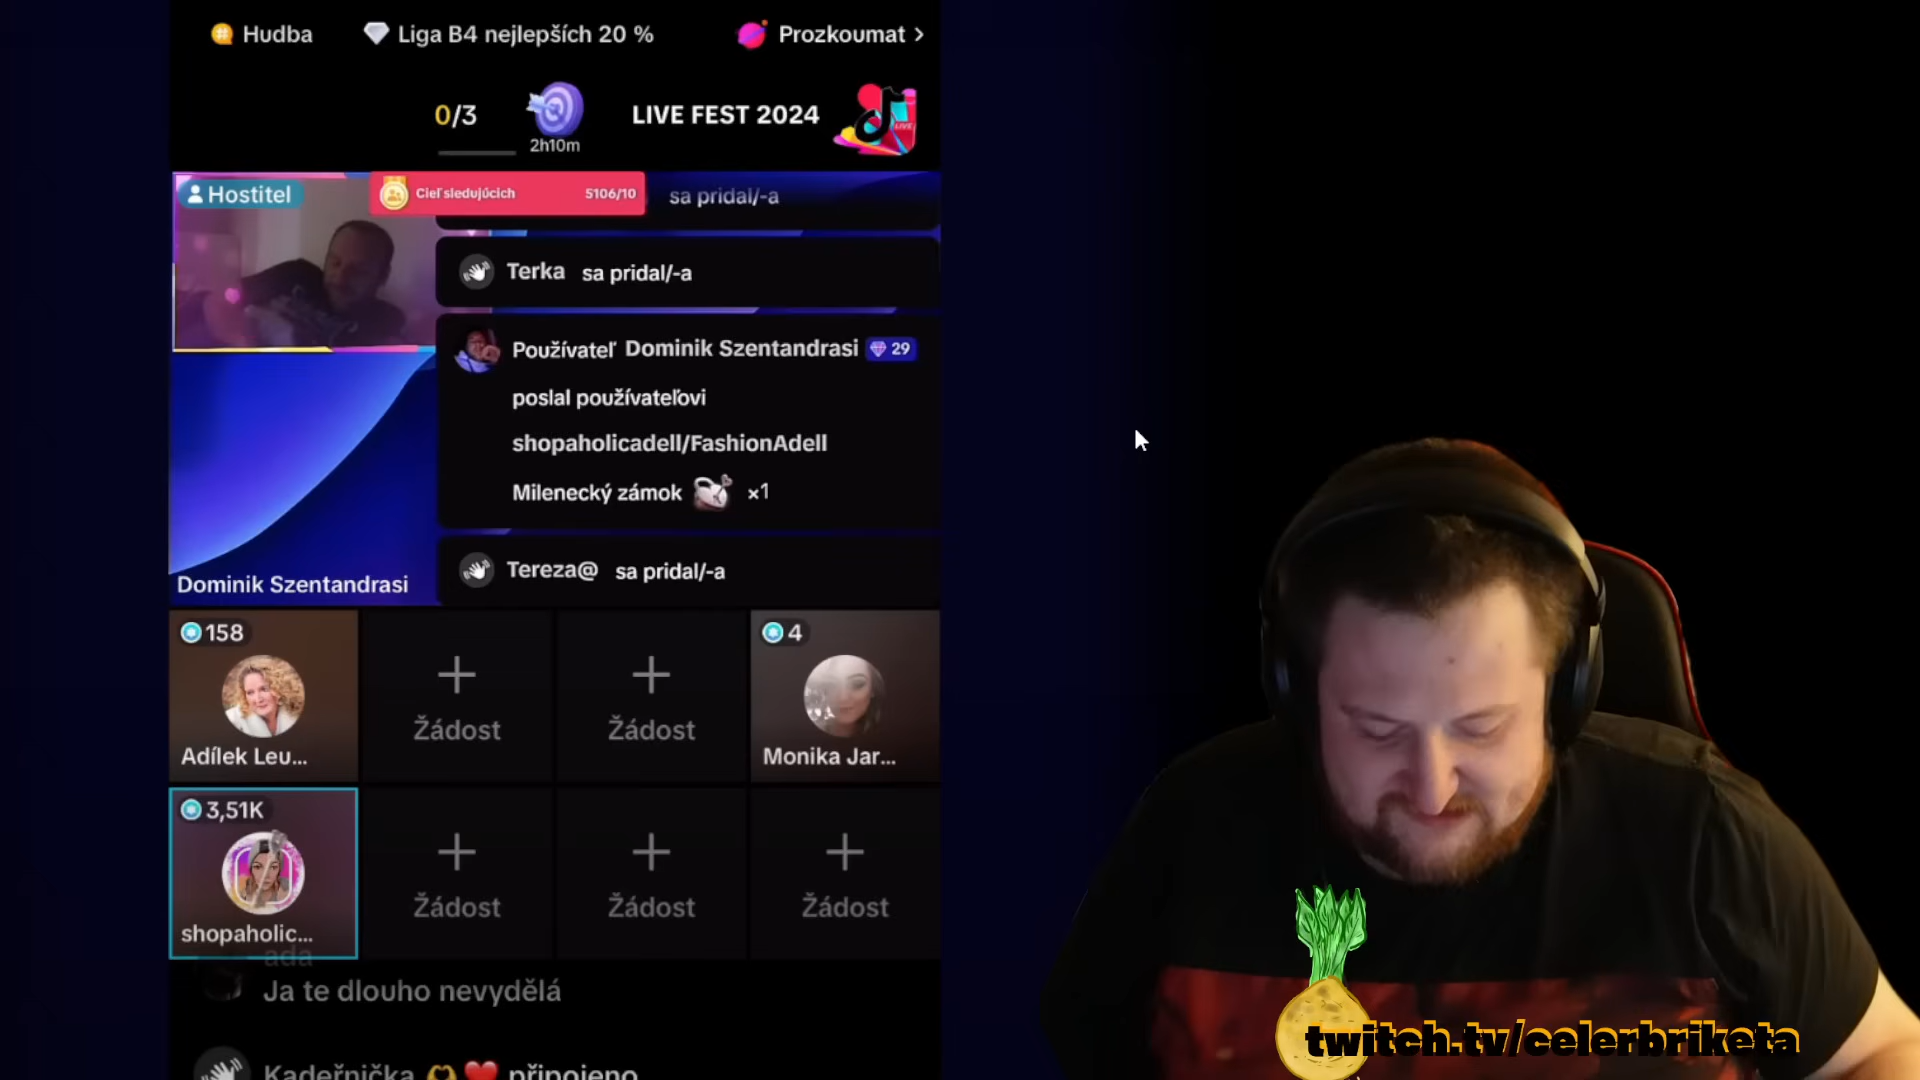 Hudba
Liga B4 nejlepších 20 %
Prozkoumat >
0/3
2h10m
LIVE FEST 2024
LIVE
Hostitel
Cieľ sledujúcich 5106/10
sa pridal/-a
Terka sa pridal/-a
Používateľ Dominik Szentandrasi 29
poslal používateľovi
shopaholicadell/FashionAdell
Milenecký zámok ×1
Tereza@ sa pridal/-a
Dominik Szentandrasi
158
Adílek Leu...
Žádost
Žádost
4
Monika Jar...
3,51K
shopaholic...
Žádost
Žádost
Žádost
ada
Ja te dlouho nevydělá
Kadeřnička připojeno
twitch.tv/celerbriketa